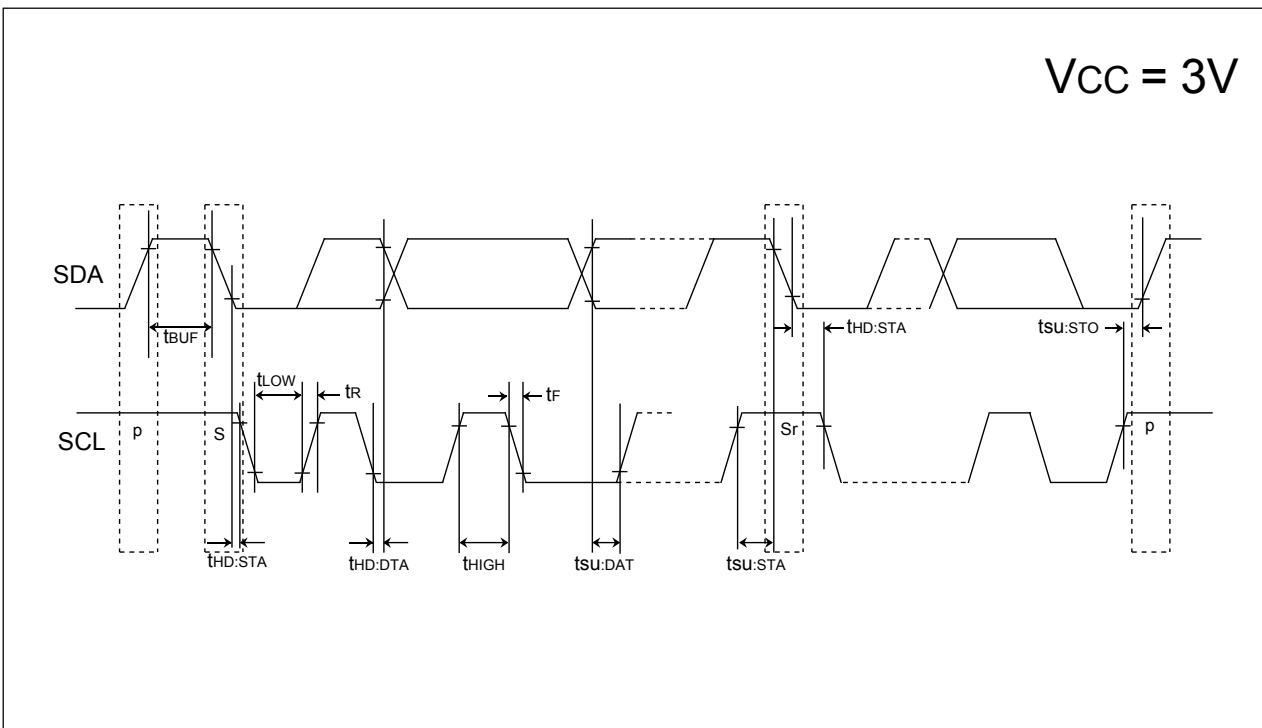 VCC = 3V
SDA
tBUF
tHD:STA
tsu:STO
tLOW
tR
tF
SCL
p
S
Sr
p
tHD:STA
tHD:DTA
tHIGH
tsu:DAT
tsu:STA